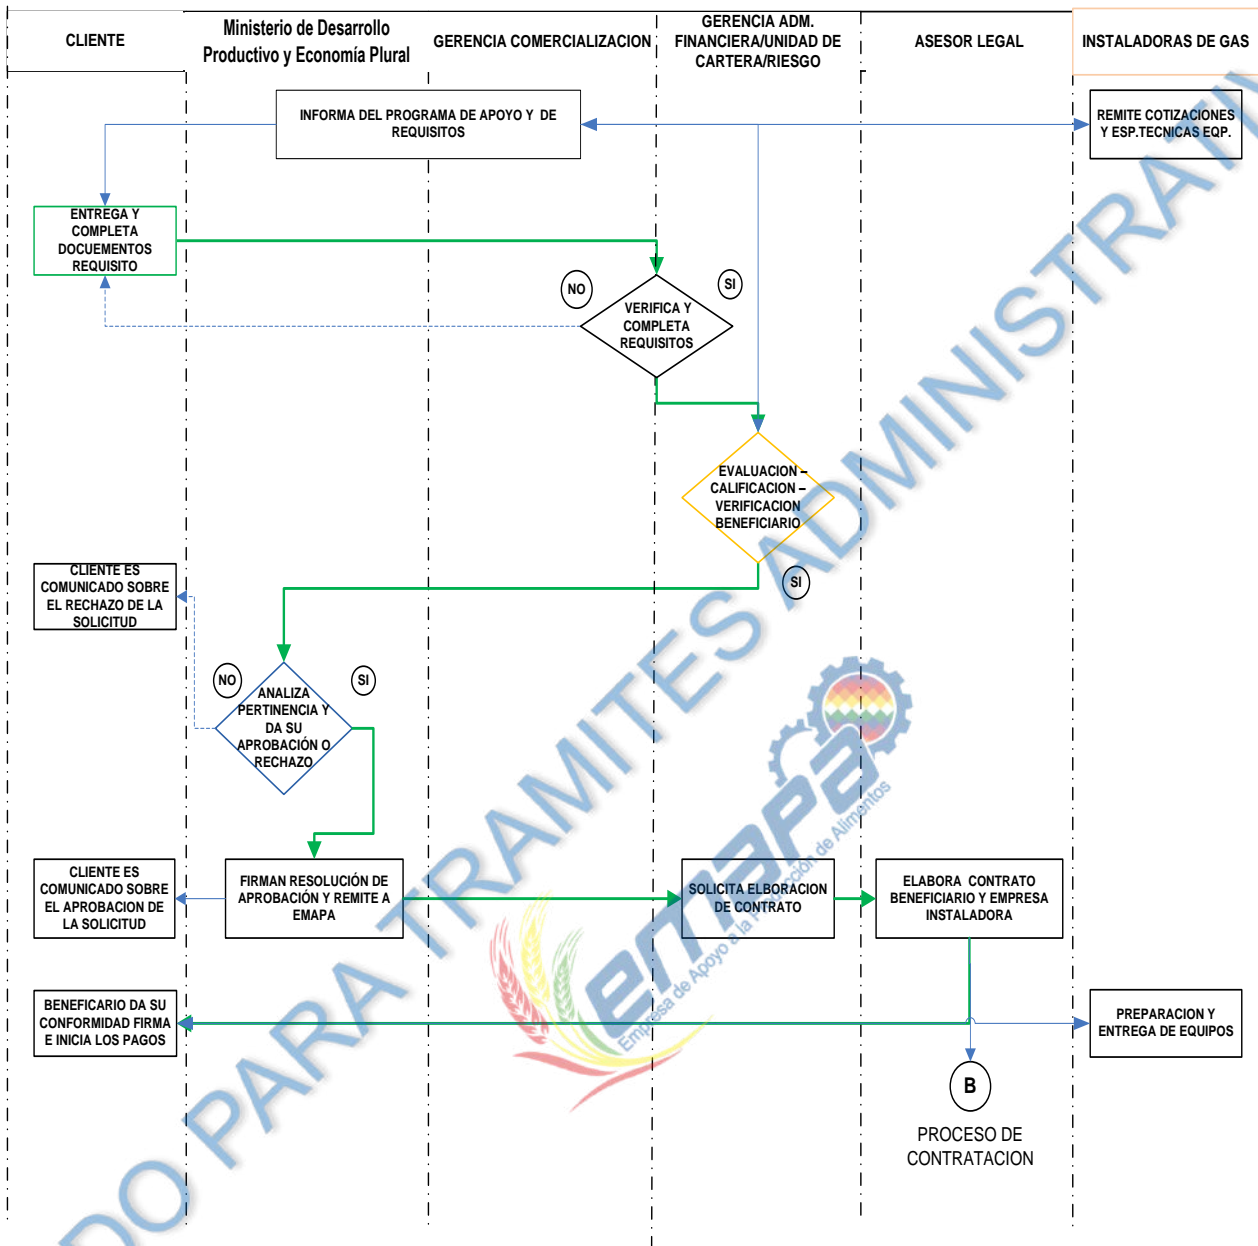 CLIENTE
Ministerio de Desarrollo
Productivo y Economía Plural
GERENCIA COMERCIALIZACION
GERENCIA ADM.
FINANCIERA/UNIDAD DE
CARTERA/RIESGO
ASESOR LEGAL
INSTALADORAS DE GAS
INFORMA DEL PROGRAMA DE APOYO Y DE
REQUISITOS
REMITE COTIZACIONES
Y ESP.TECNICAS EQP.
ENTREGA Y
COMPLETA
DOCUEMENTOS
REQUISITO
NO
SI
VERIFICA Y
COMPLETA
REQUISITOS
EVALUACION –
CALIFICACION –
VERIFICACION
BENEFICIARIO
SI
CLIENTE ES
COMUNICADO SOBRE
EL RECHAZO DE LA
SOLICITUD
NO
SI
ANALIZA
PERTINENCIA Y
DA SU
APROBACIÓN O
RECHAZO
CLIENTE ES
COMUNICADO SOBRE
EL APROBACION DE
LA SOLICITUD
FIRMAN RESOLUCIÓN DE
APROBACIÓN Y REMITE A
EMAPA
SOLICITA ELBORACION
DE CONTRATO
ELABORA CONTRATO
BENEFICIARIO Y EMPRESA
INSTALADORA
BENEFICARIO DA SU
CONFORMIDAD FIRMA
E INICIA LOS PAGOS
PREPARACION Y
ENTREGA DE EQUIPOS
B
PROCESO DE
CONTRATACION
emapa
Empresa de Apoyo a la Producción de Alimentos
DO PARA TRAMITES ADMINISTRATIV